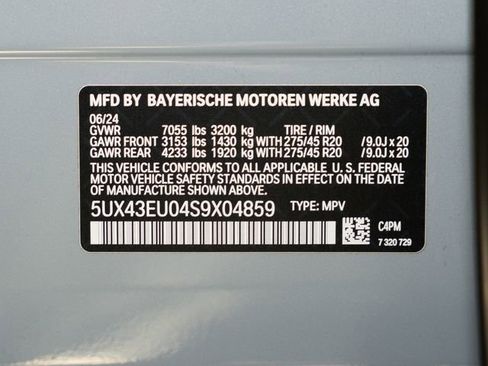 MFD BY BAYERISCHE MOTOREN WERKE AG
06/24
GVWR 7055 lbs 3200 kg TIRE / RIM
GAWR FRONT 3153 lbs 1430 kg WITH 275/45 R20 / 9.0J x 20
GAWR REAR 4233 lbs 1920 kg WITH 275/45 R20 / 9.0J x 20
THIS VEHICLE CONFORMS TO ALL APPLICABLE U. S. FEDERAL
MOTOR VEHICLE SAFETY STANDARDS IN EFFECT ON THE
DATE OF MANUFACTURE SHOWN ABOVE.
5UX43EU04S9X04859 TYPE: MPV
C4PM
7 320 729